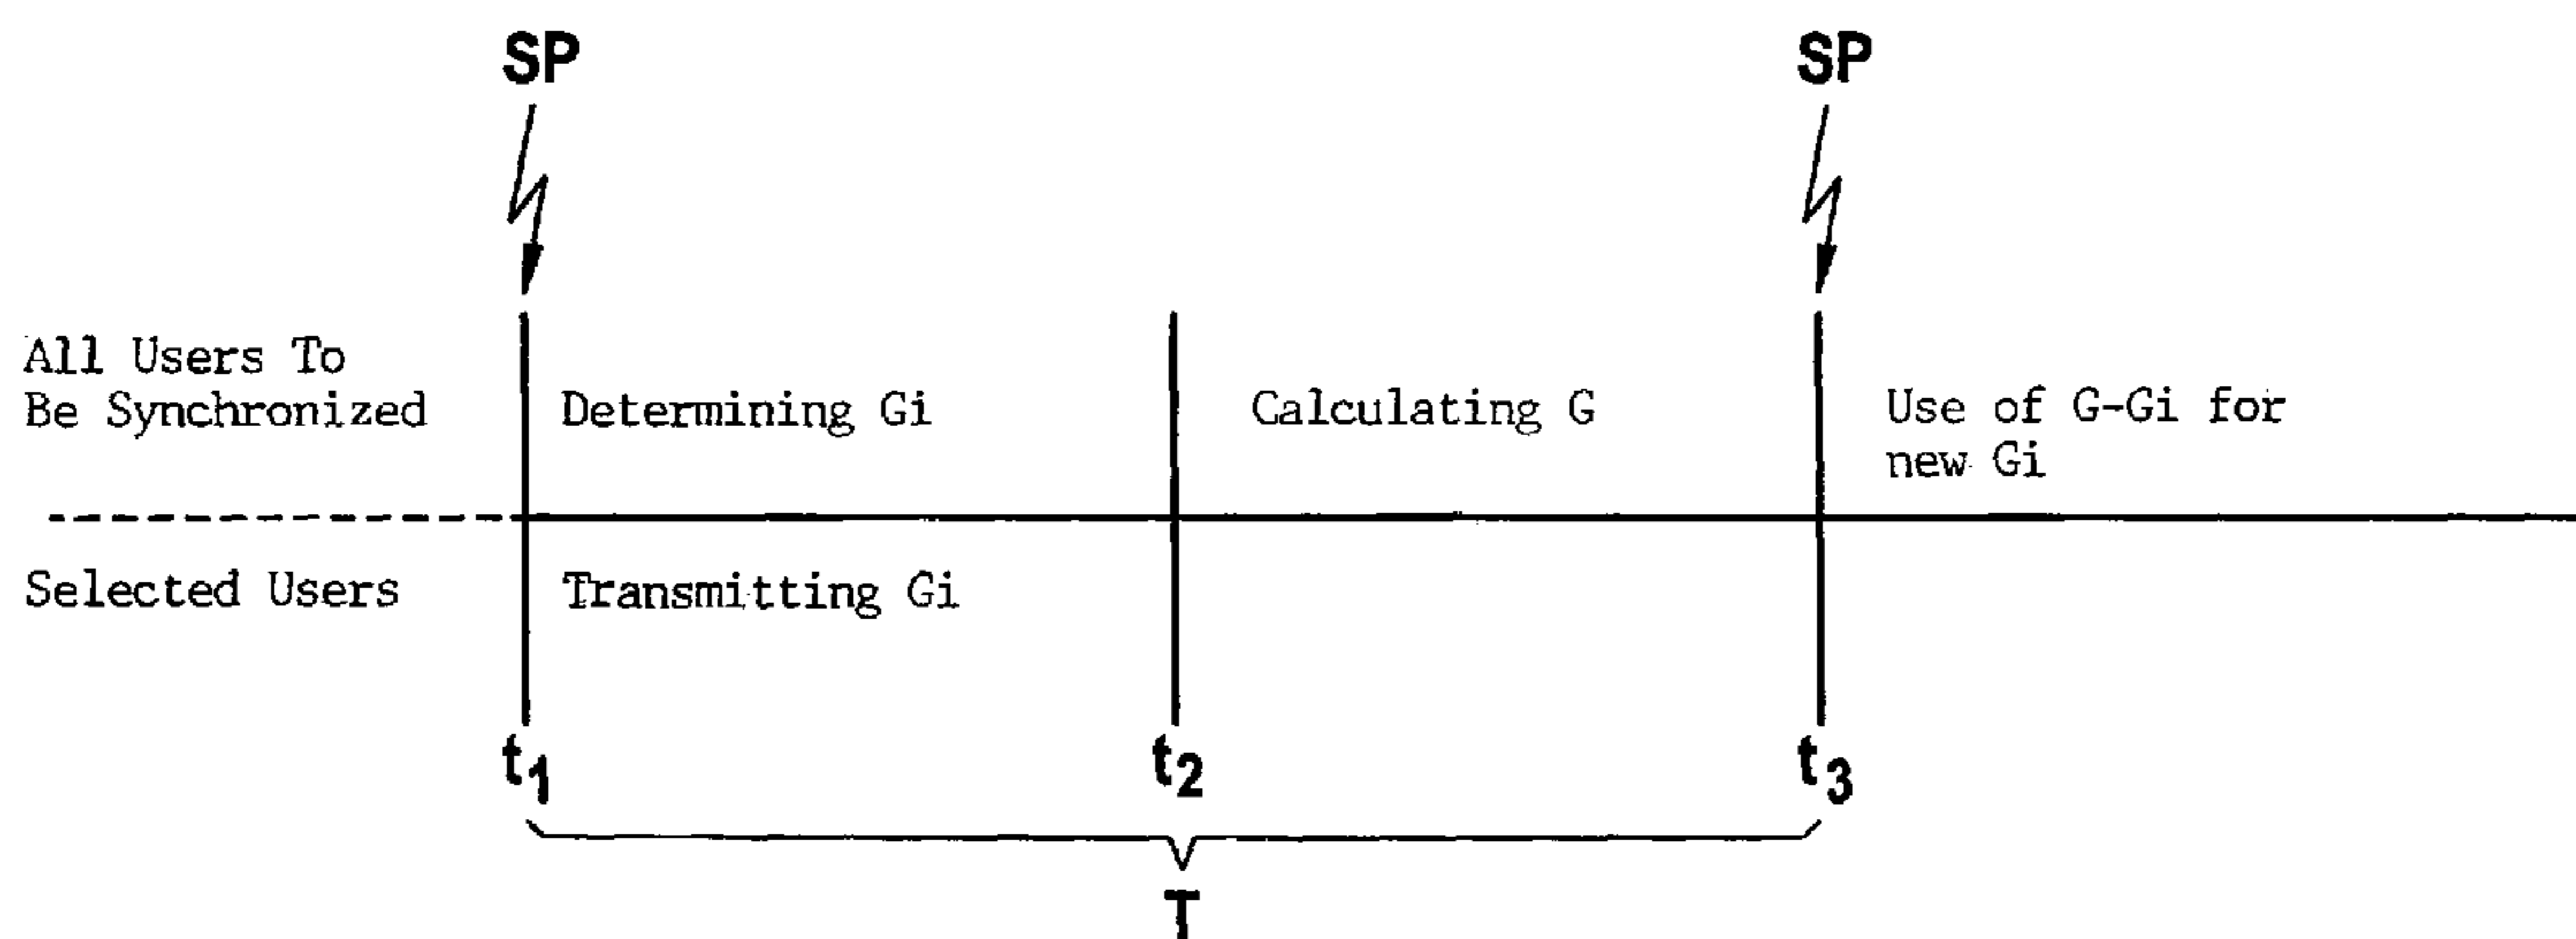 SP SP
All Users To
Be Synchronized
Determining Gi
Calculating G
Use of G-Gi for
new Gi
Selected Users
Transmitting Gi
t1 t2 t3
T